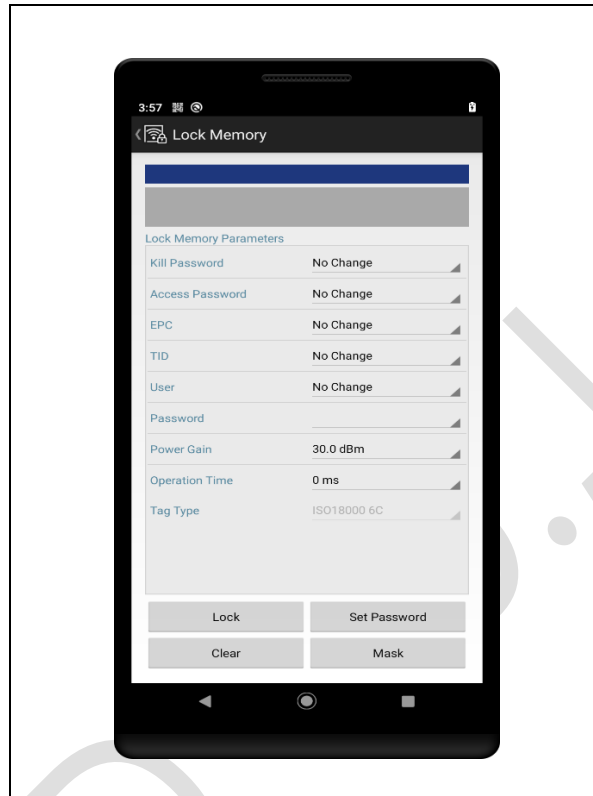 3:57
Lock Memory
Lock Memory Parameters
Kill Password No Change
Access Password No Change
EPC No Change
TID No Change
User No Change
Password
Power Gain 30.0 dBm
Operation Time 0 ms
Tag Type ISO18000 6C
Lock Set Password
Clear Mask